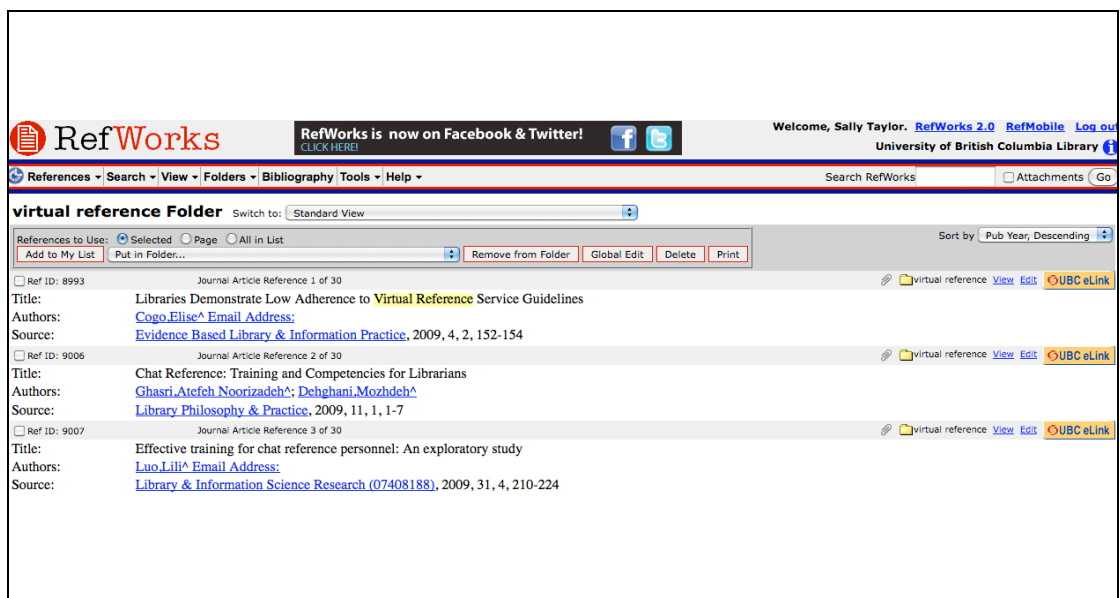 RefWorks
RefWorks is now on Facebook & Twitter!
CLICK HERE!
Welcome, Sally Taylor. RefWorks 2.0 RefMobile Log out
University of British Columbia Library
References Search View Folders Bibliography Tools Help Search RefWorks Attachments Go
virtual reference Folder Switch to: Standard View
Sort by Pub Year, Descending
References to Use: Selected Page All in List
Add to My List Put in Folder... Remove from Folder Global Edit Delete Print
Ref ID: 8993 Journal Article Reference 1 of 30 virtual reference View Edit UBC eLink
Title: Libraries Demonstrate Low Adherence to Virtual Reference Service Guidelines
Authors: Cogo,Elise^ Email Address:
Source: Evidence Based Library & Information Practice, 2009, 4, 2, 152-154
Ref ID: 9006 Journal Article Reference 2 of 30 virtual reference View Edit UBC eLink
Title: Chat Reference: Training and Competencies for Librarians
Authors: Ghasri,Atefeh Noorizadeh^; Dehghani,Mozhdeh^
Source: Library Philosophy & Practice, 2009, 11, 1, 1-7
Ref ID: 9007 Journal Article Reference 3 of 30 virtual reference View Edit UBC eLink
Title: Effective training for chat reference personnel: An exploratory study
Authors: Luo,Lili^ Email Address:
Source: Library & Information Science Research (07408188), 2009, 31, 4, 210-224